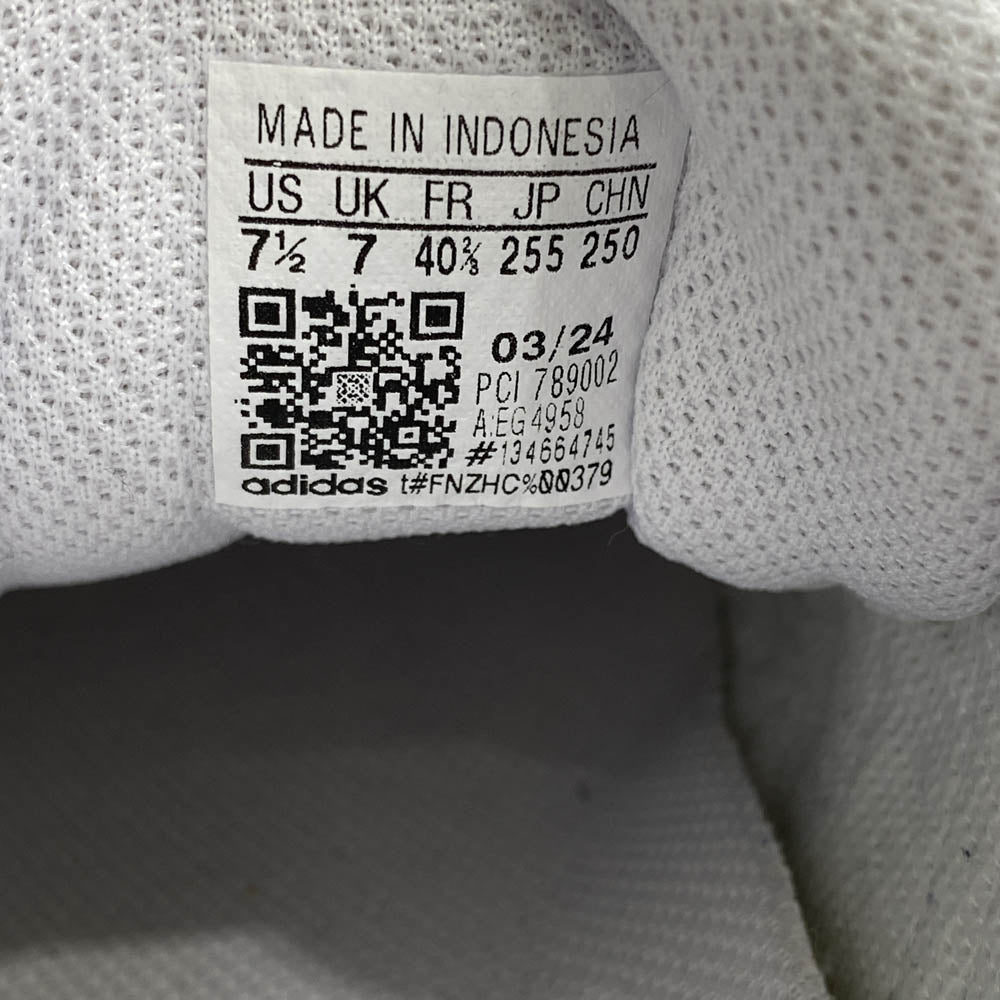 MADE IN INDONESIA
US UK FR JP CHN
7½ 7 40⅔ 255 250
03/24
PCI 789002
A:EG4958
#134664745
adidas t#FNZHC%00379